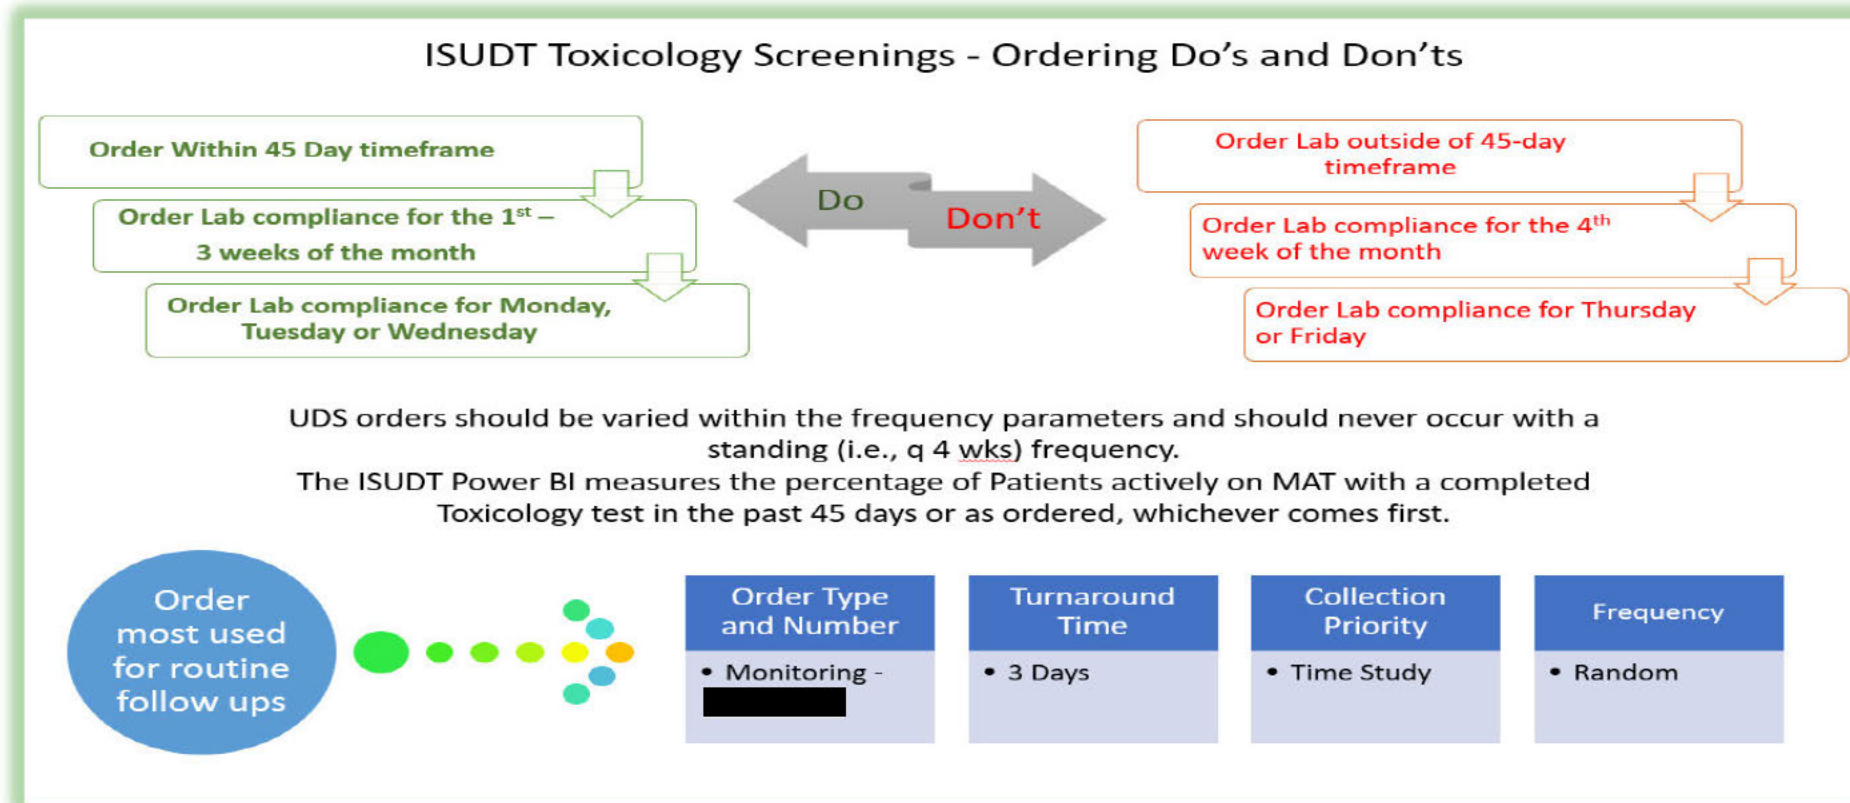 ISUDT Toxicology Screenings - Ordering Do's and Don'ts
Order Within 45 Day timeframe
Order Lab compliance for the 1st –
3 weeks of the month
Order Lab compliance for Monday,
Tuesday or Wednesday
Do
Don't
Order Lab outside of 45-day
timeframe
Order Lab compliance for the 4th
week of the month
Order Lab compliance for Thursday
or Friday
UDS orders should be varied within the frequency parameters and should never occur with a
standing (i.e., q 4 wks) frequency.
The ISUDT Power BI measures the percentage of Patients actively on MAT with a completed
Toxicology test in the past 45 days or as ordered, whichever comes first.
Order
most used
for routine
follow ups
Order Type
and Number
• Monitoring -
Turnaround
Time
• 3 Days
Collection
Priority
• Time Study
Frequency
• Random